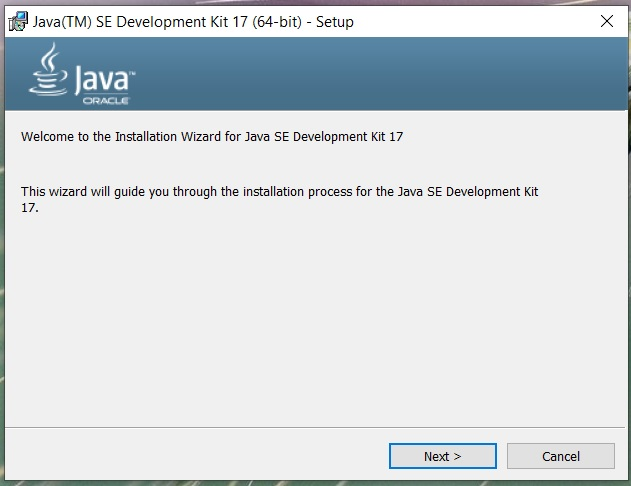 Java(TM) SE Development Kit 17 (64-bit) - Setup
Java™
ORACLE
Welcome to the Installation Wizard for Java SE Development Kit 17
This wizard will guide you through the installation process for the Java SE Development Kit
17.
Next >
Cancel